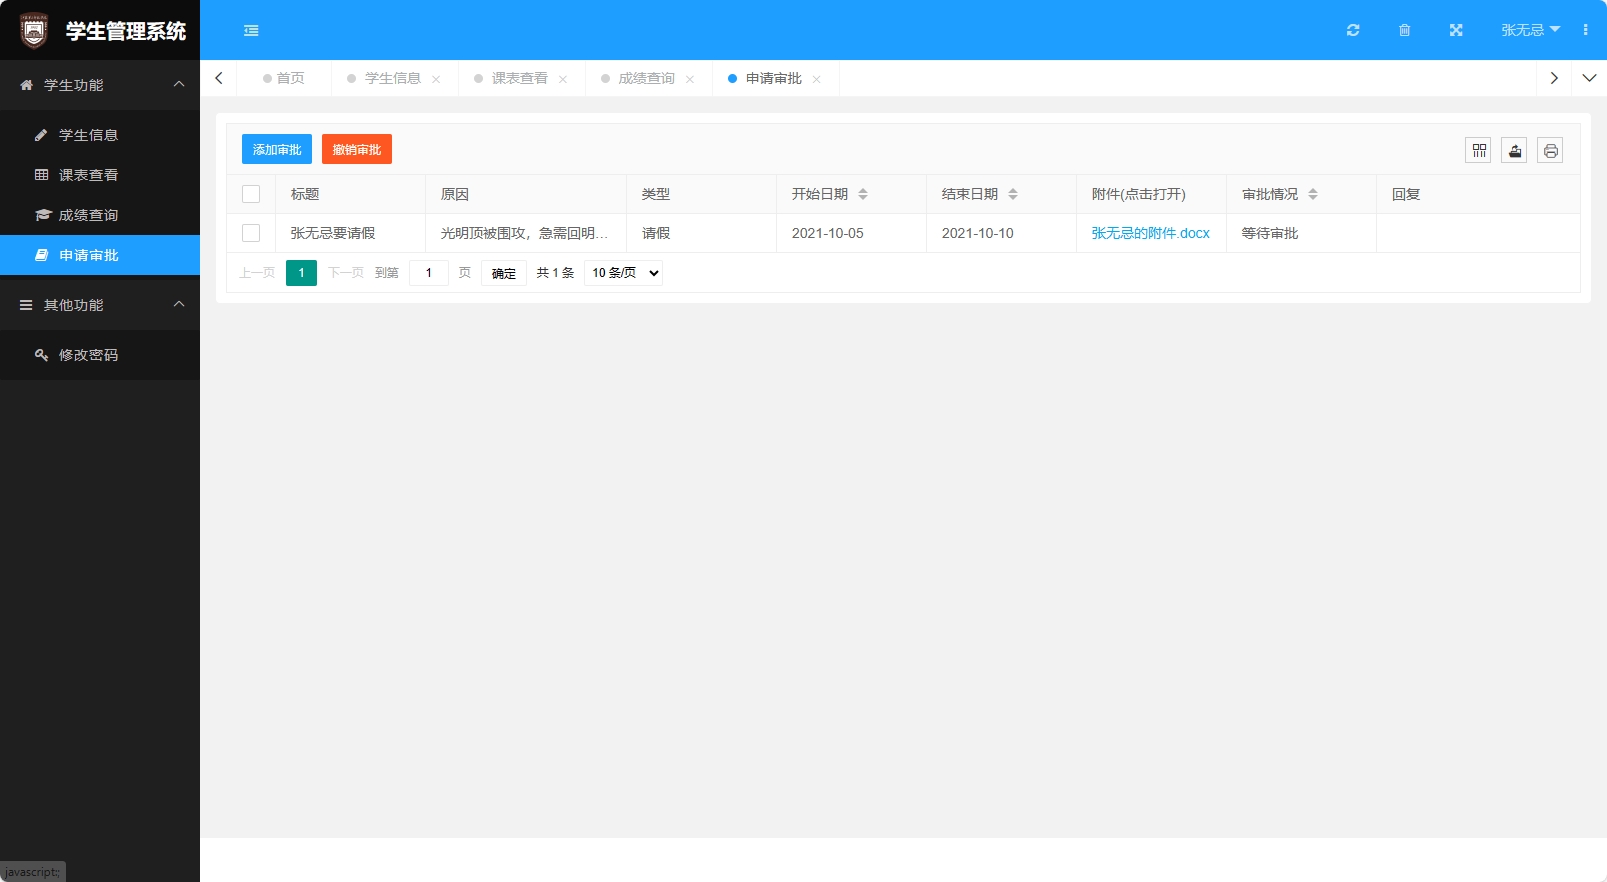 学生管理系统
张无忌
学生功能
学生信息
课表查看
成绩查询
申请审批
其他功能
修改密码
首页
学生信息
课表查看
成绩查询
申请审批
添加审批
撤销审批
标题 原因 类型 开始日期 结束日期 附件(点击打开) 审批情况 回复
张无忌要请假 光明顶被围攻，急需回明... 请假 2021-10-05 2021-10-10 张无忌的附件.docx 等待审批
上一页 1 下一页 到第 1 页 确定 共 1 条 10 条/页
javascript:;